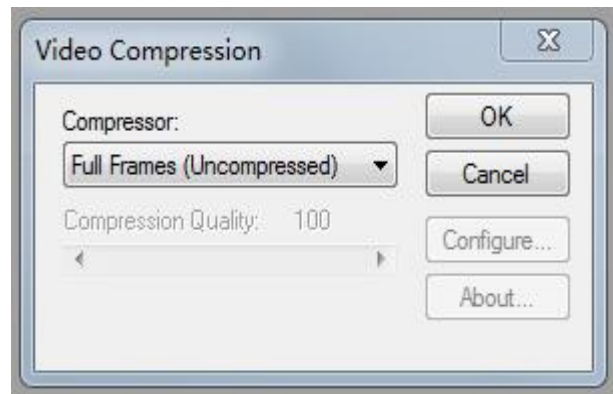 Video Compression
Compressor:
OK
Full Frames (Uncompressed)
Cancel
Compression Quality: 100
Configure...
About...